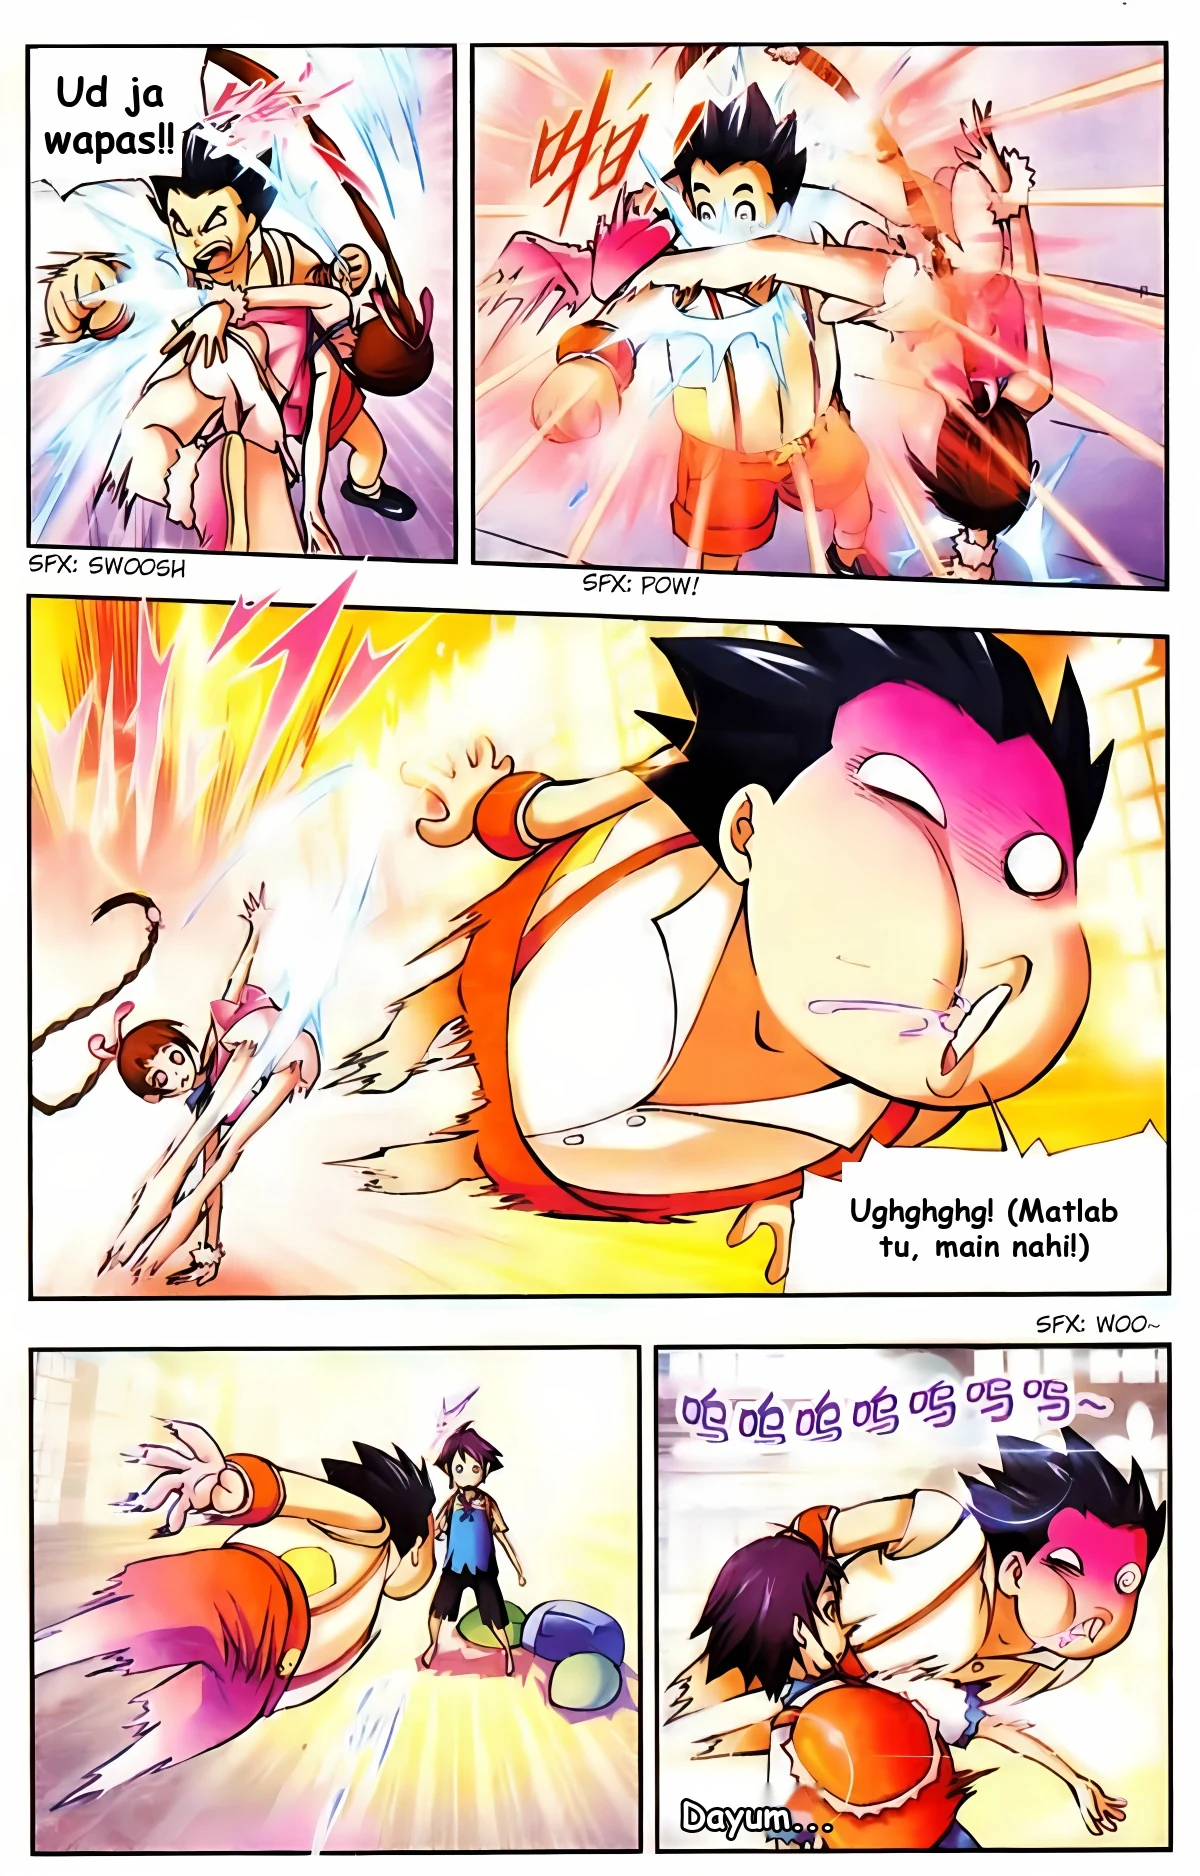 Ud ja
wapas!!
啪!
SFX: SWOOSH
SFX: POW!
Ughghghg! (Matlab
tu, main nahi!)
SFX: WOO~
呜呜呜呜呜呜呜~
Dayum...